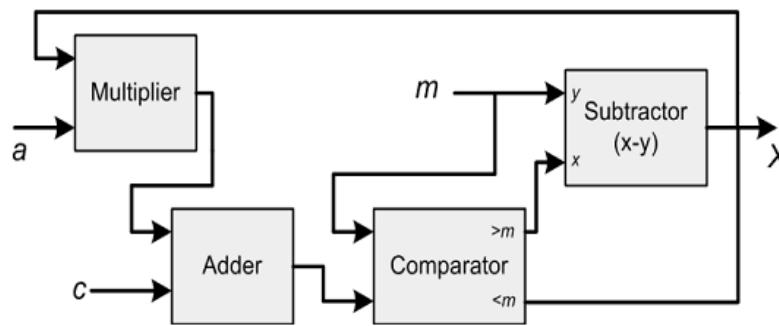 Multiplier
a
m
y
Subtractor
(x-y)
x
X
Adder
c
>m
Comparator
<m